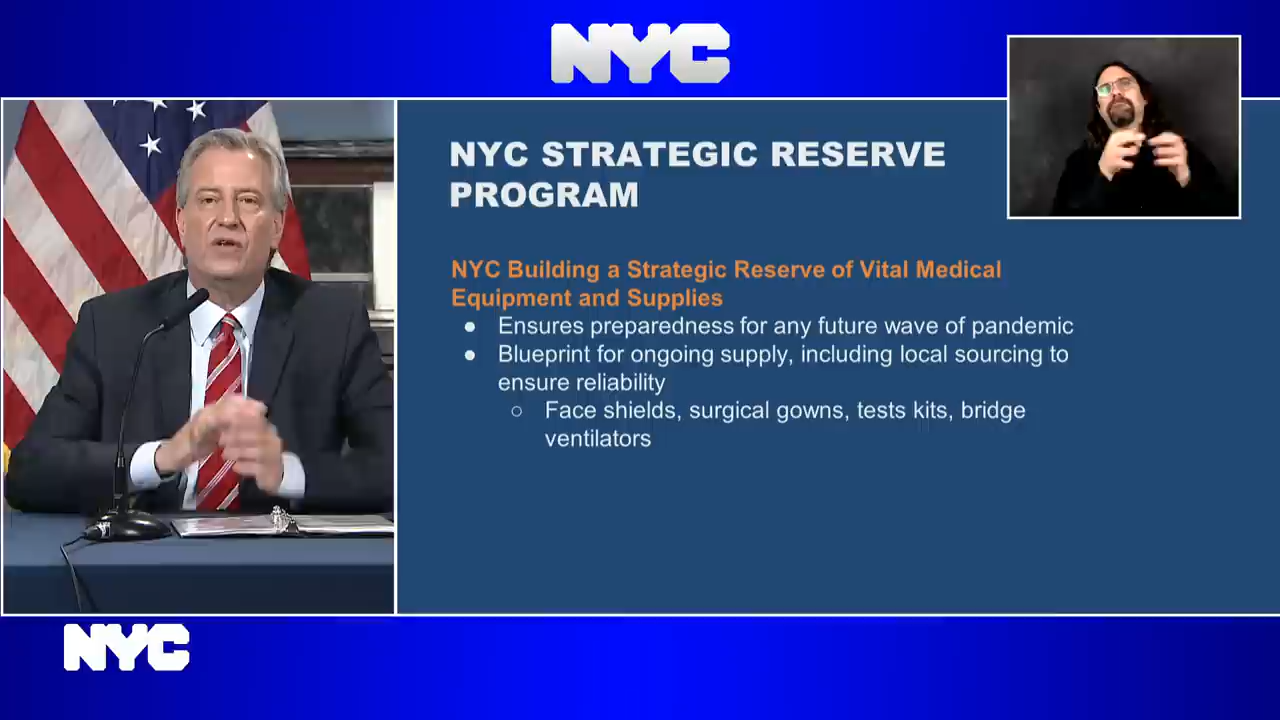 NYC
NYC STRATEGIC RESERVE
PROGRAM
NYC Building a Strategic Reserve of Vital Medical
Equipment and Supplies
● Ensures preparedness for any future wave of pandemic
● Blueprint for ongoing supply, including local sourcing to
ensure reliability
○ Face shields, surgical gowns, tests kits, bridge
ventilators
NYC